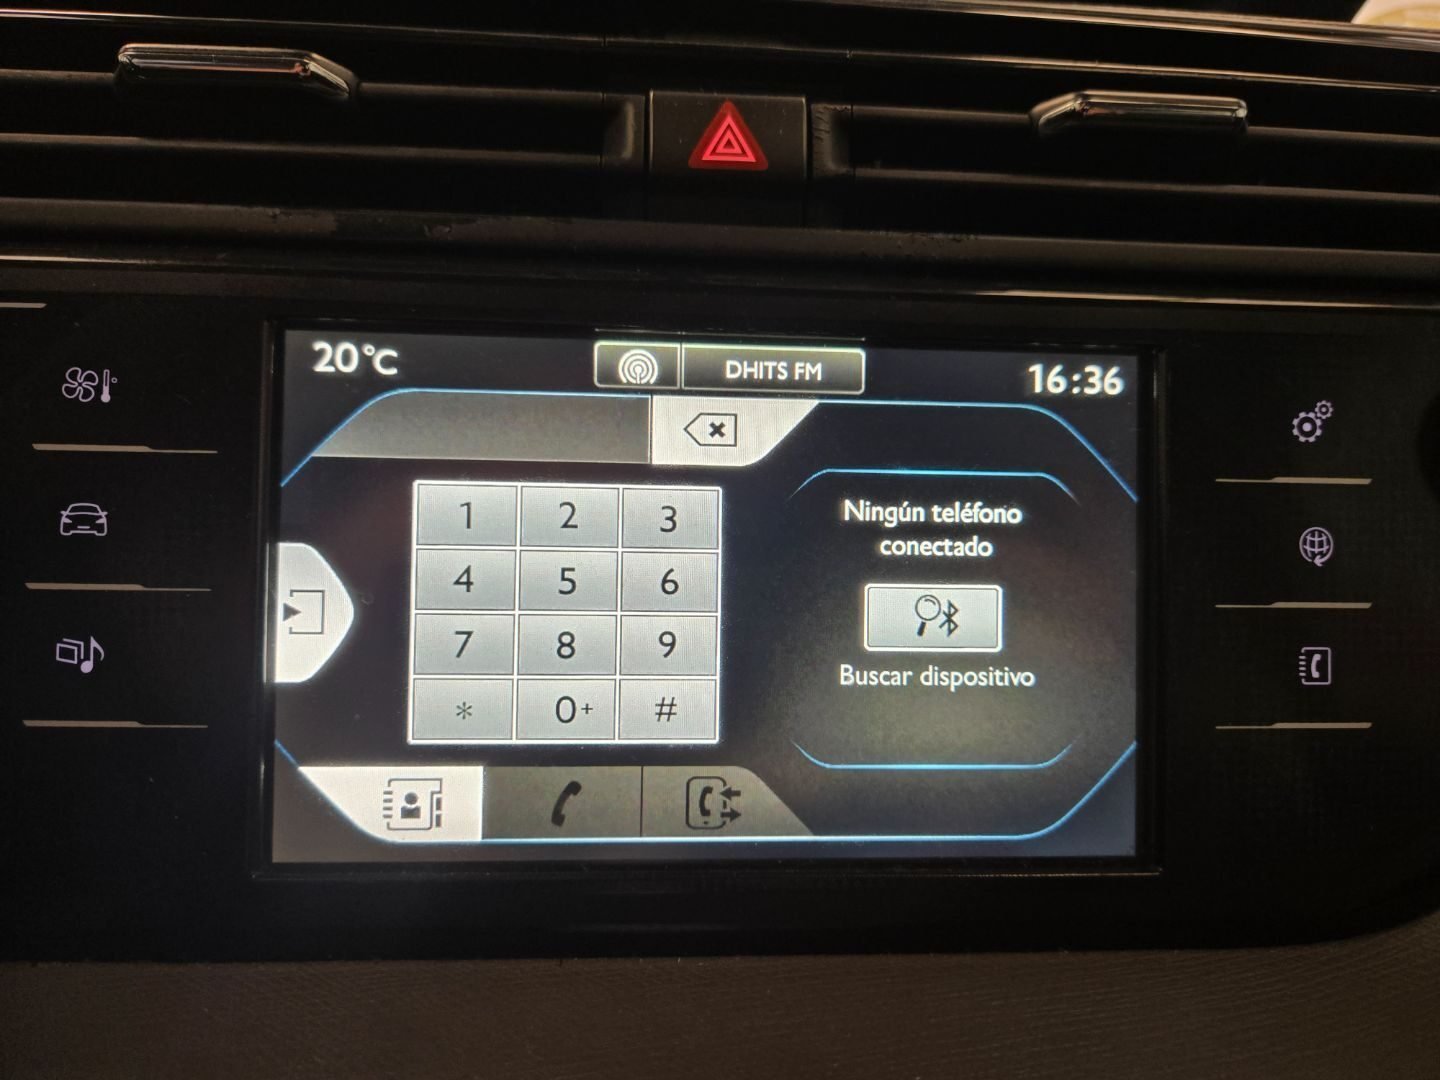 20°C
DHITS FM
16:36
1 2 3
4 5 6
7 8 9
* 0+ #
Ningún teléfono
conectado
Buscar dispositivo